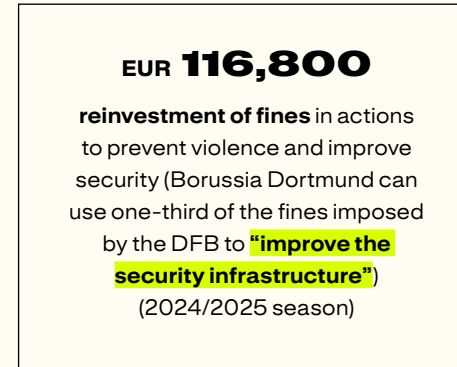 EUR 116,800
reinvestment of fines in actions
to prevent violence and improve
security (Borussia Dortmund can
use one-third of the fines imposed
by the DFB to “improve the
security infrastructure”)
(2024/2025 season)